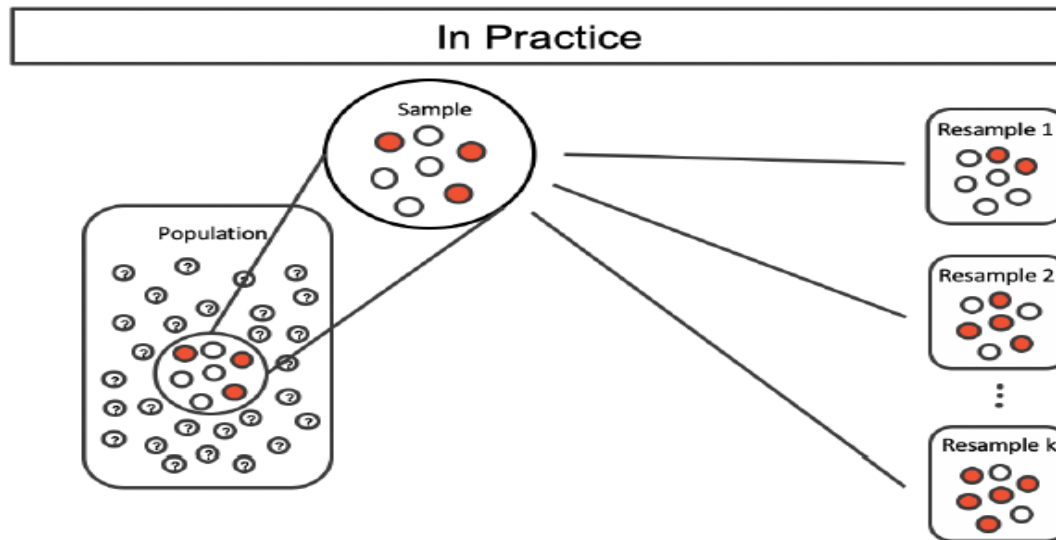 In Practice
Sample
Population
? ? ? ? ? ? ? ? ? ? ? ? ? ? ? ? ? ? ? ? ? ? ? ? ? ? ? ?
Resample 1
Resample 2
⋮
Resample k